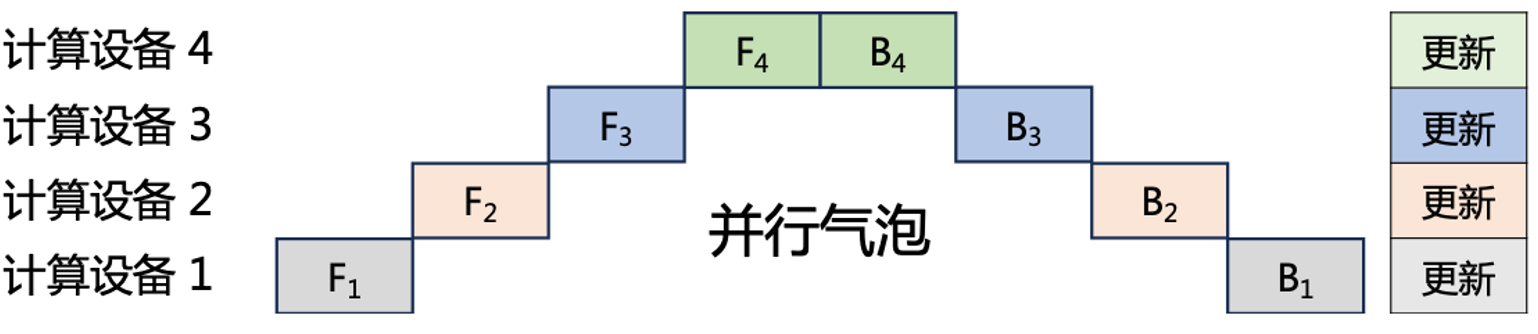 计算设备 4 F₄ B₄ 更新
计算设备 3 F₃ B₃ 更新
计算设备 2 F₂ B₂ 更新
并行气泡
计算设备 1 F₁ B₁ 更新